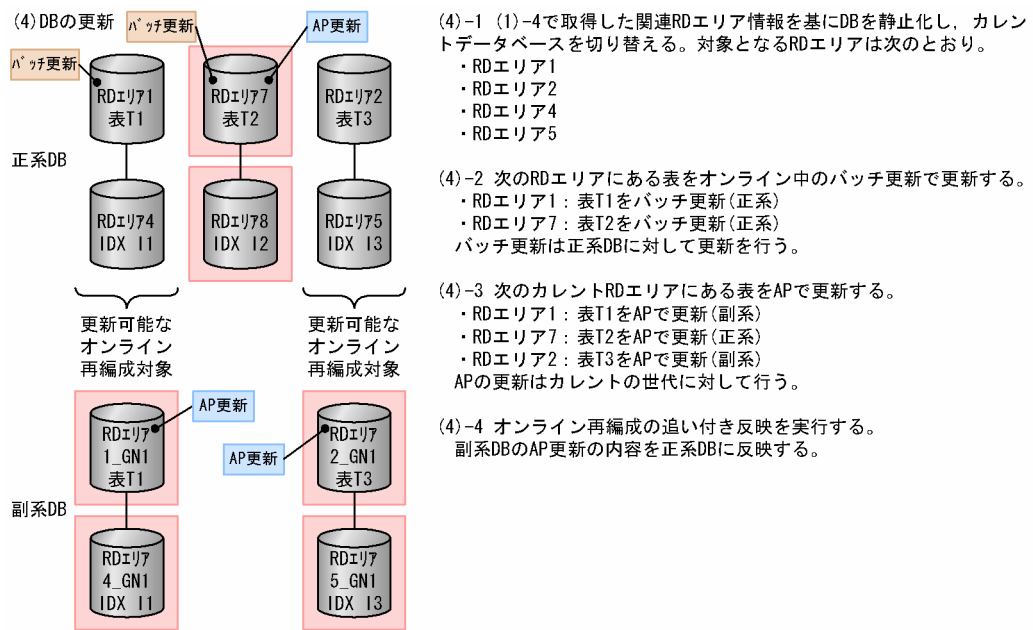 (4)DBの更新
ﾊﾞｯﾁ更新
AP更新
ﾊﾞｯﾁ更新
RDｴﾘｱ1
表T1
RDｴﾘｱ7
表T2
RDｴﾘｱ2
表T3
正系DB
RDｴﾘｱ4
IDX I1
RDｴﾘｱ8
IDX I2
RDｴﾘｱ5
IDX I3
更新可能な
オンライン
再編成対象
更新可能な
オンライン
再編成対象
AP更新
AP更新
RDｴﾘｱ
1_GN1
表T1
RDｴﾘｱ
2_GN1
表T3
副系DB
RDｴﾘｱ
4_GN1
IDX I1
RDｴﾘｱ
5_GN1
IDX I3
(4)-1 (1)-4で取得した関連RDエリア情報を基にDBを静止化し，カレン
トデータベースを切り替える。対象となるRDエリアは次のとおり。
・RDエリア1
・RDエリア2
・RDエリア4
・RDエリア5
(4)-2 次のRDエリアにある表をオンライン中のバッチ更新で更新する。
・RDエリア1：表T1をバッチ更新(正系)
・RDエリア7：表T2をバッチ更新(正系)
バッチ更新は正系DBに対して更新を行う。
(4)-3 次のカレントRDエリアにある表をAPで更新する。
・RDエリア1：表T1をAPで更新(副系)
・RDエリア7：表T2をAPで更新(正系)
・RDエリア2：表T3をAPで更新(副系)
APの更新はカレントの世代に対して行う。
(4)-4 オンライン再編成の追い付き反映を実行する。
副系DBのAP更新の内容を正系DBに反映する。